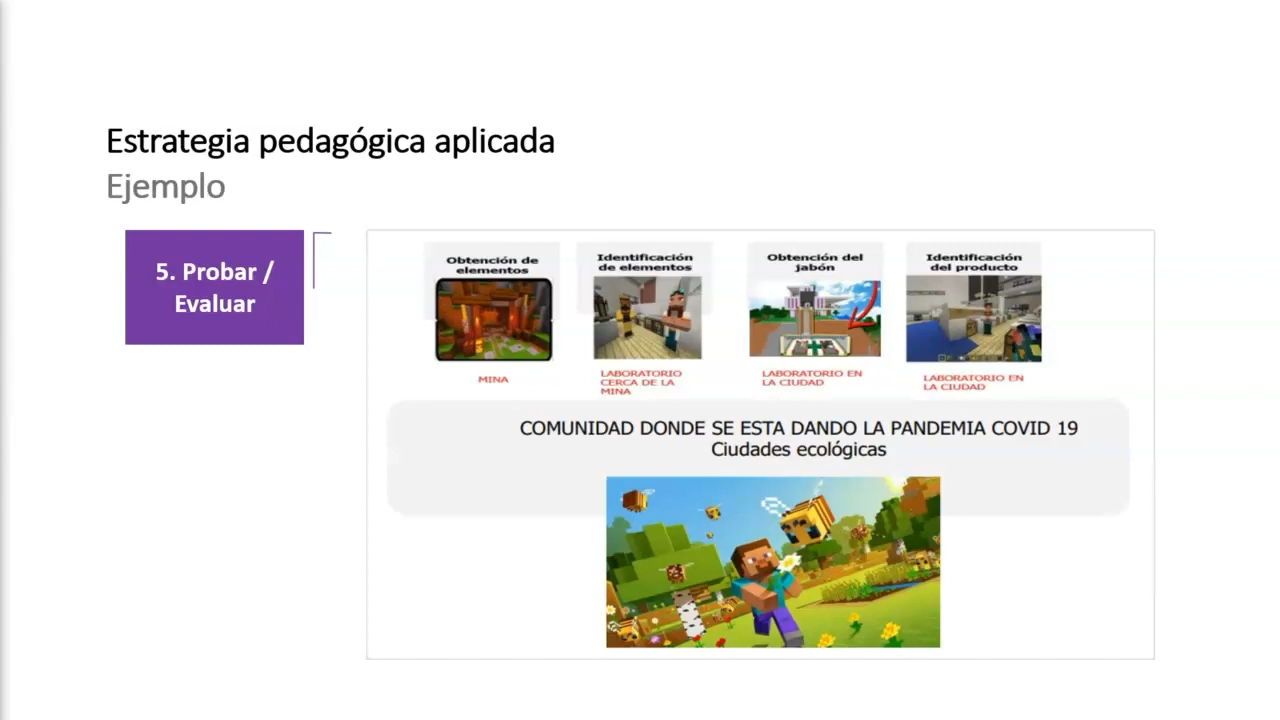 Estrategia pedagógica aplicada
Ejemplo
5. Probar /
Evaluar
Obtención de
elementos
MINA
Identificación
de elementos
LABORATORIO
CERCA DE LA
MINA
Obtención del
jabón
LABORATORIO EN
LA CIUDAD
Identificación
del producto
LABORATORIO EN
LA CIUDAD
COMUNIDAD DONDE SE ESTA DANDO LA PANDEMIA COVID 19
Ciudades ecológicas